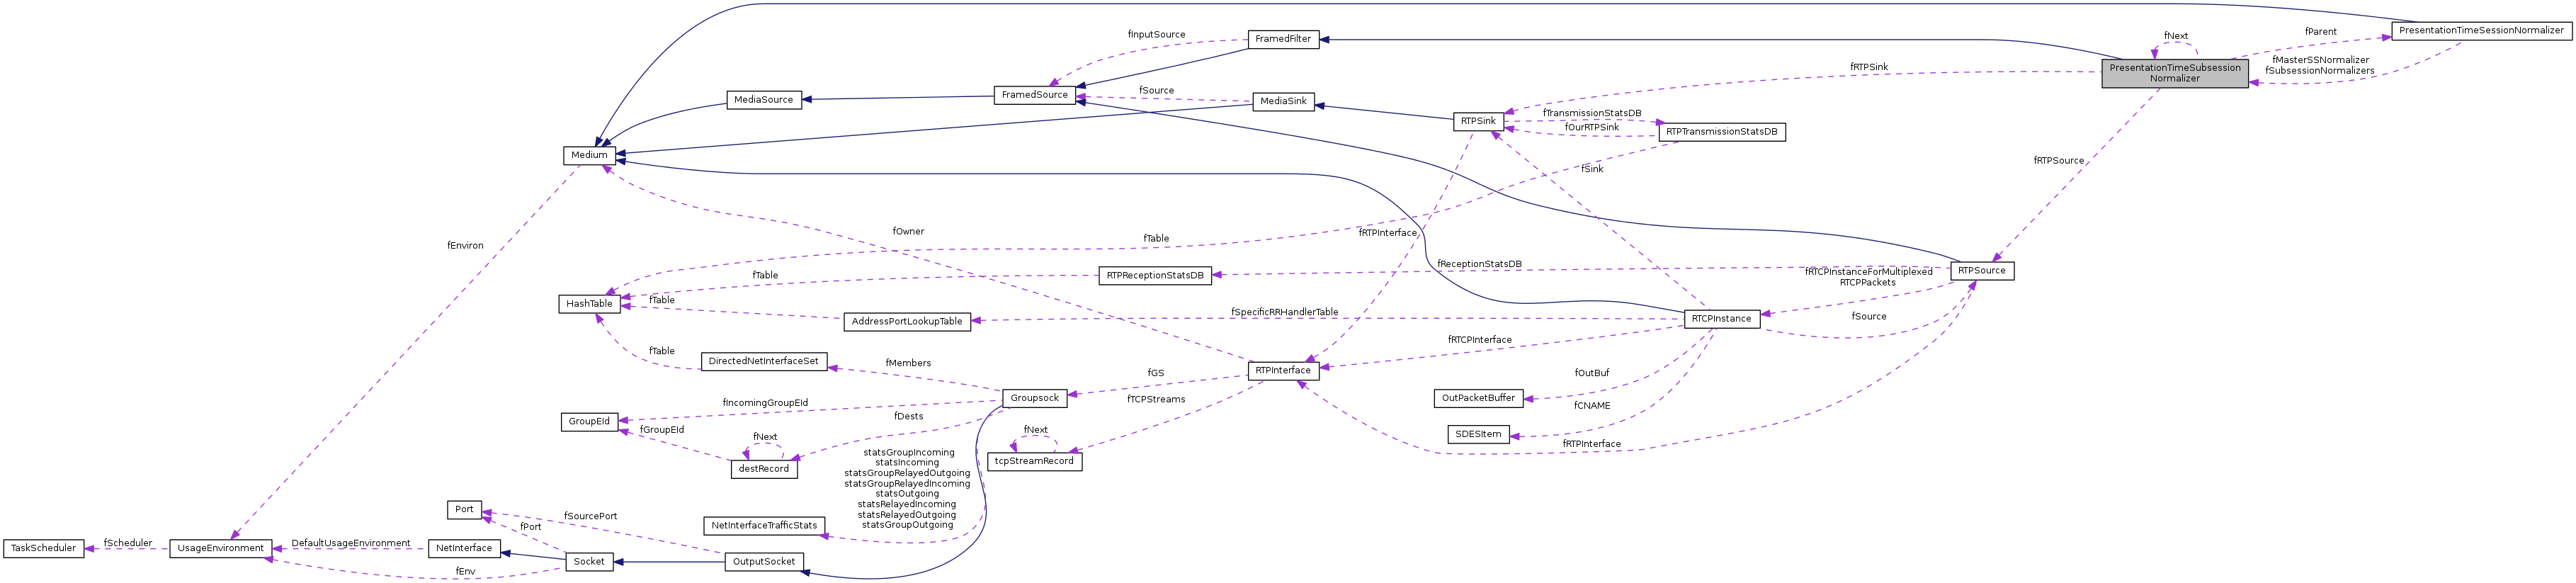 fParent
PresentationTimeSessionNormalizer
fNext
fInputSource
FramedFilter
fMasterSSNormalizer
fSubsessionNormalizers
PresentationTimeSubsession
Normalizer
fRTPSink
MediaSource
FramedSource
fSource
MediaSink
RTPSink
fTransmissionStatsDB
fOurRTPSink
RTPTransmissionStatsDB
Medium
fSink
fRTPSource
fEnviron
fOwner
fTable
fRTPInterface
fReceptionStatsDB
RTPSource
fTable
RTPReceptionStatsDB
fRTCPInstanceForMultiplexed
RTCPPackets
HashTable
fTable
AddressPortLookupTable
fSpecificRRHandlerTable
RTCPInstance
fSource
fTable
DirectedNetInterfaceSet
fMembers
fRTCPInterface
RTPInterface
fGS
fOutBuf
Groupsock
fTCPStreams
OutPacketBuffer
fIncomingGroupEId
GroupEId
fDests
fCNAME
fGroupEId
fNext
destRecord
fNext
tcpStreamRecord
SDESItem
fRTPInterface
statsGroupIncoming
statsIncoming
statsGroupRelayedOutgoing
statsGroupRelayedIncoming
statsOutgoing
statsRelayedIncoming
statsRelayedOutgoing
statsGroupOutgoing
Port
fSourcePort
fPort
NetInterfaceTrafficStats
TaskScheduler
fScheduler
UsageEnvironment
DefaultUsageEnvironment
NetInterface
Socket
OutputSocket
fEnv